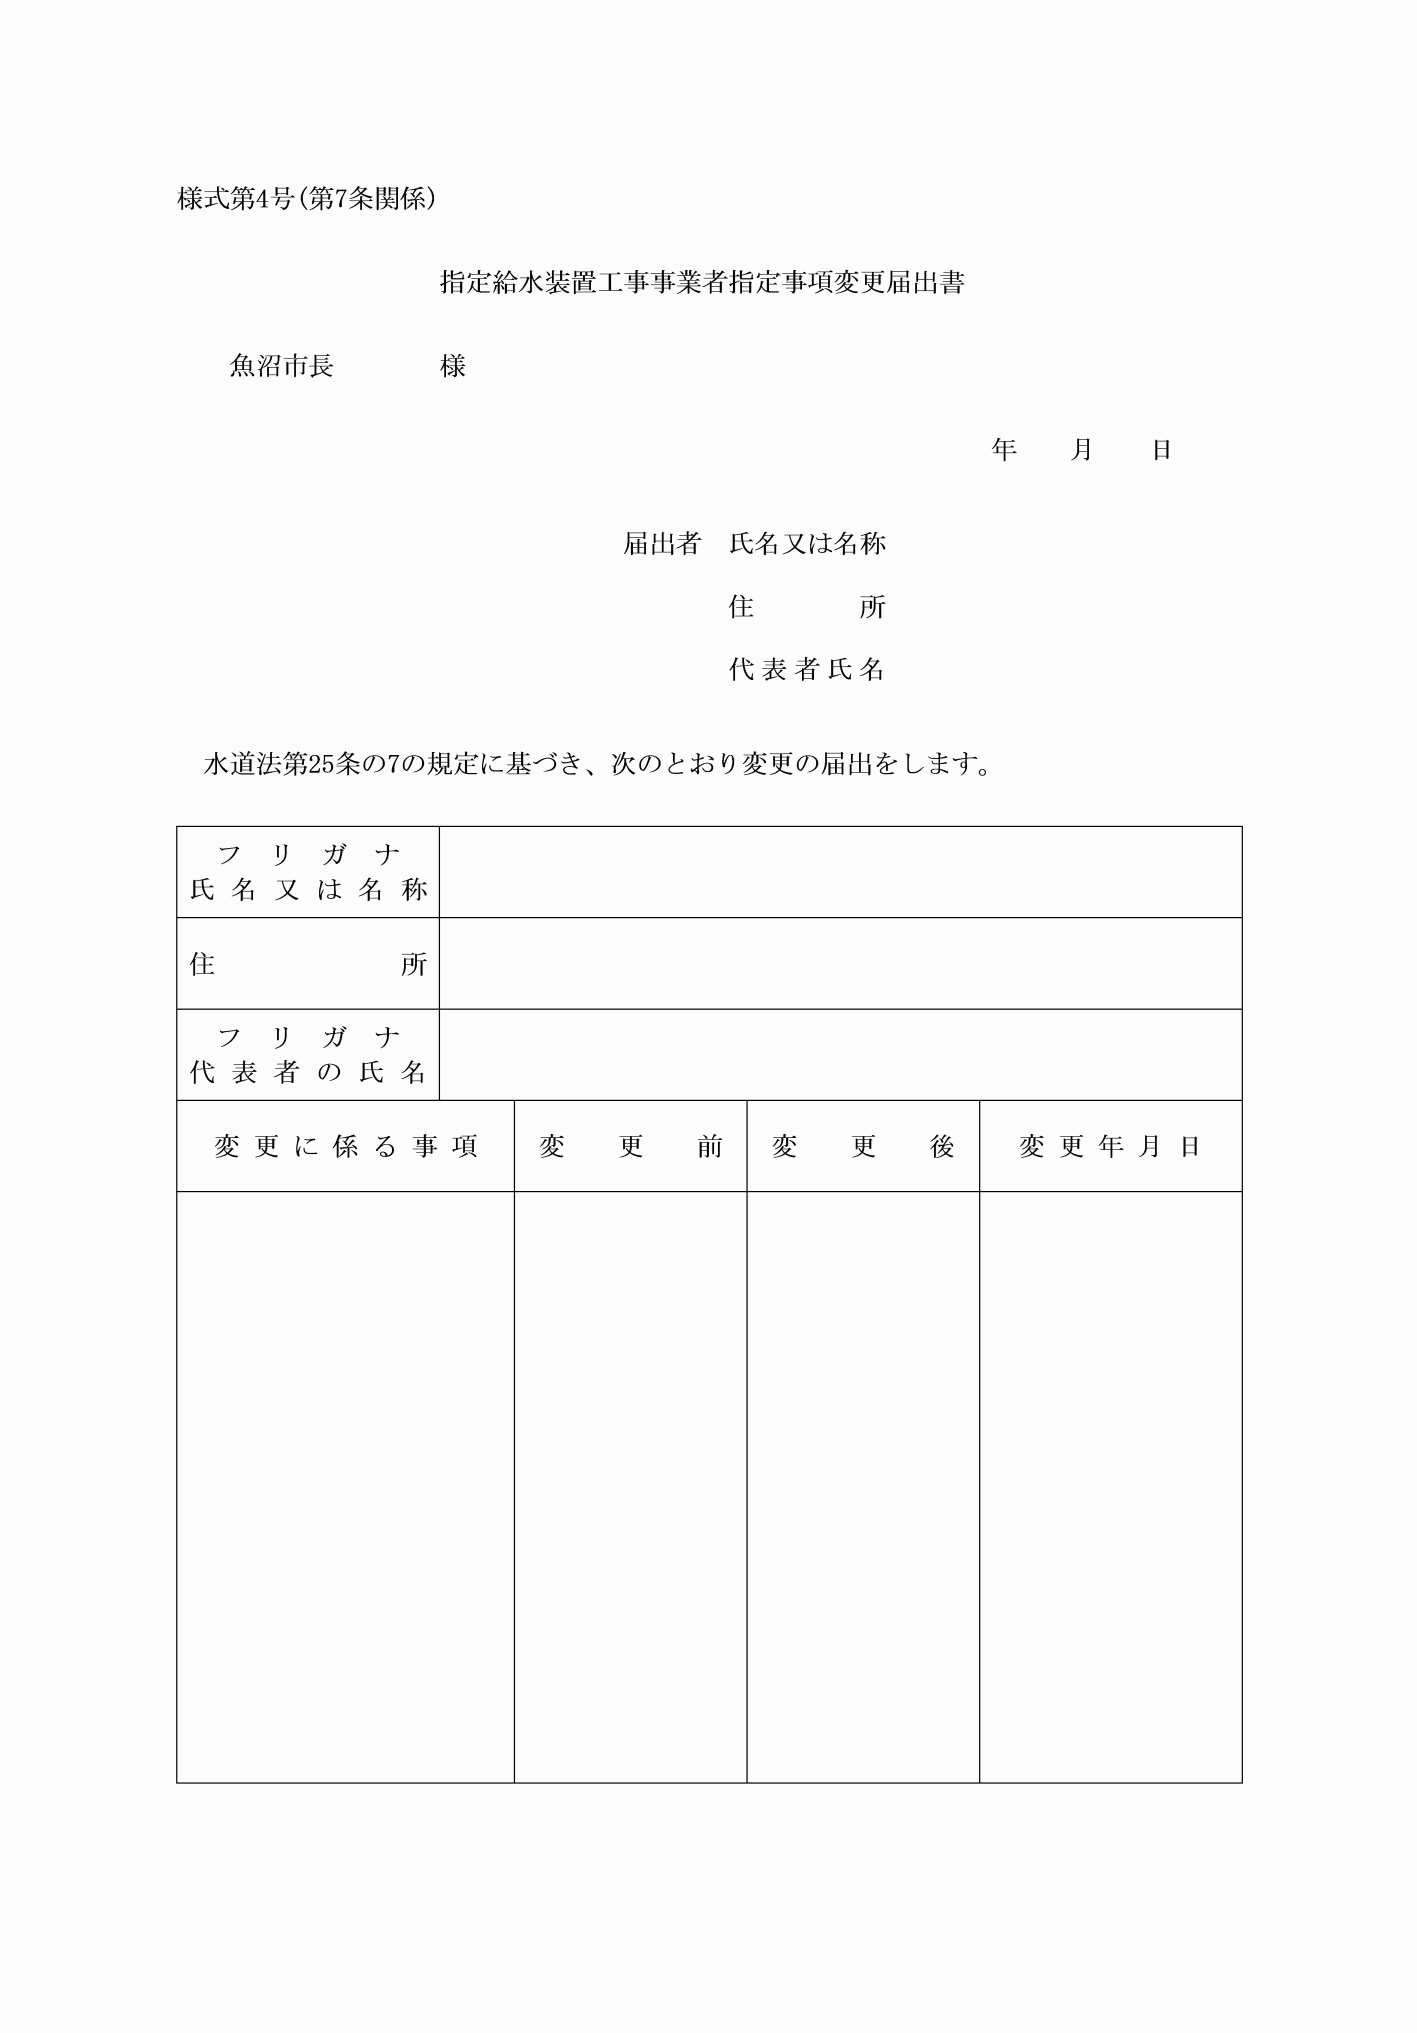 様式第4号(第7条関係)
指定給水装置工事事業者指定事項変更届出書
魚沼市長　　　　様
年　　月　　日
届出者　氏名又は名称
住　　　　所
代表者氏名
水道法第25条の7の規定に基づき、次のとおり変更の届出をします。
フリガナ
氏名又は名称
住　　　　所
フリガナ
代表者の氏名
変更に係る事項　変更前　変更後　変更年月日